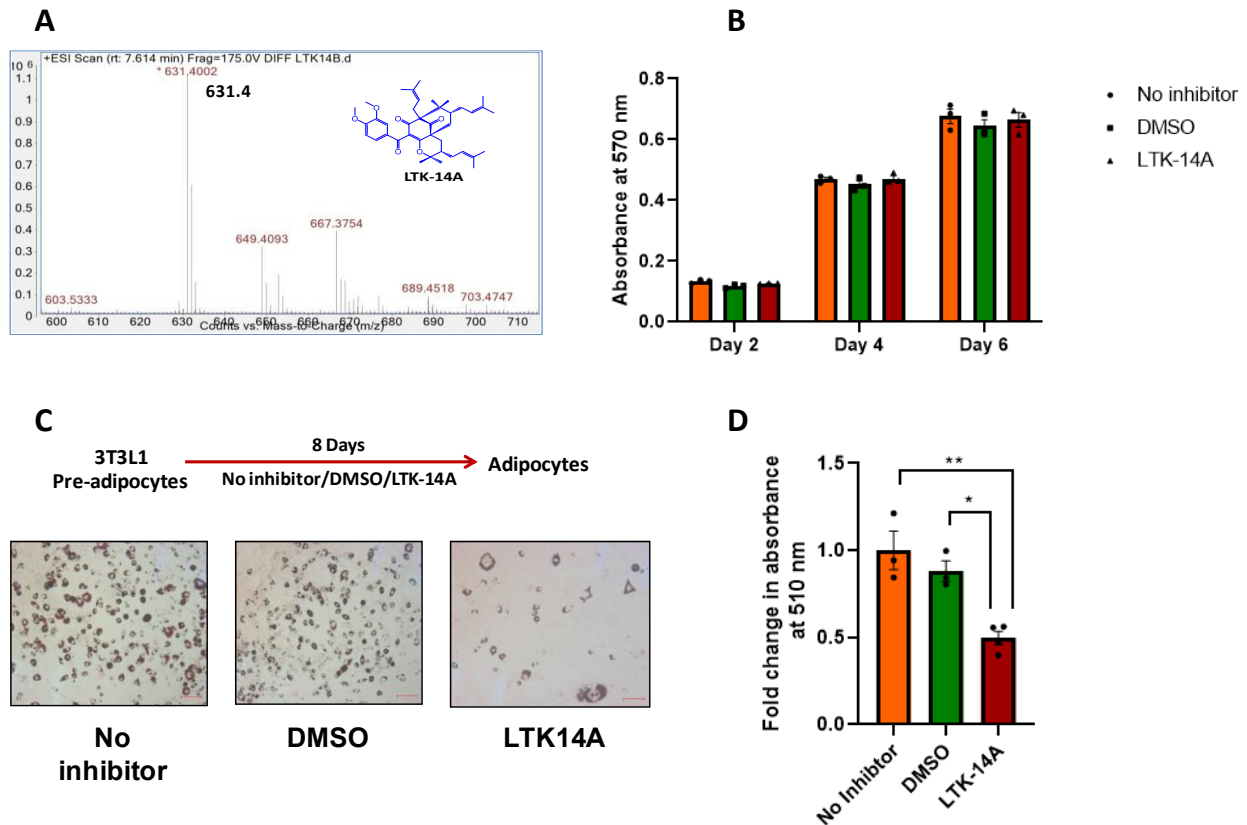 A
+ESI Scan (rt: 7.614 min) Frag=175.0V DIFF LTK14B.d
10 6
* 631.4002
631.4
1.1
1
0.9
0.8
0.7
0.6
0.5
0.4
0.3
0.2
0.1
0
649.4093
667.3754
603.5333
689.4518
703.4747
600 610 620 630 640 650 660 670 680 690 700 710
Counts vs. Mass-to-Charge (m/z)
O
O
O
O
O
O
LTK-14A
B
Absorbance at 570 nm
0.8
0.6
0.4
0.2
0.0
Day 2 Day 4 Day 6
No inhibitor
DMSO
LTK-14A
C
3T3L1
Pre-adipocytes
8 Days
No inhibitor/DMSO/LTK-14A
Adipocytes
No
inhibitor
DMSO
LTK14A
D
Fold change in absorbance
at 510 nm
1.5
1.0
0.5
0.0
**
*
No Inhibtor
DMSO
LTK-14A